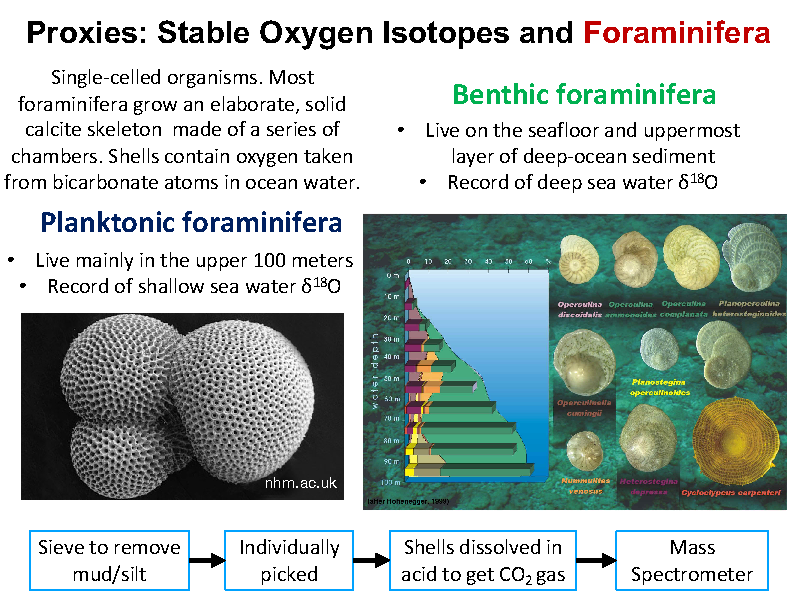 Proxies: Stable Oxygen Isotopes and Foraminifera
Single-celled organisms. Most
foraminifera grow an elaborate, solid
calcite skeleton made of a series of
chambers. Shells contain oxygen taken
from bicarbonate atoms in ocean water.
Planktonic foraminifera
• Live mainly in the upper 100 meters
• Record of shallow sea water δ¹⁸O
nhm.ac.uk
Benthic foraminifera
• Live on the seafloor and uppermost
layer of deep-ocean sediment
• Record of deep sea water δ¹⁸O
0 10 20 30 40 50 60 %
water depth
0 m
10 m
20 m
30 m
40 m
50 m
60 m
70 m
80 m
90 m
100 m
(after Hohenegger, 1999)
Operculina discoidalis
Operculina ammonoides
Operculina complanata
Planoperculina heterosteginoides
Operculinella cumingii
Planostegina operculinoides
Nummulites venosus
Heterostegina depressa
Cycloclypeus carpenteri
Sieve to remove
mud/silt
Individually
picked
Shells dissolved in
acid to get CO₂ gas
Mass
Spectrometer